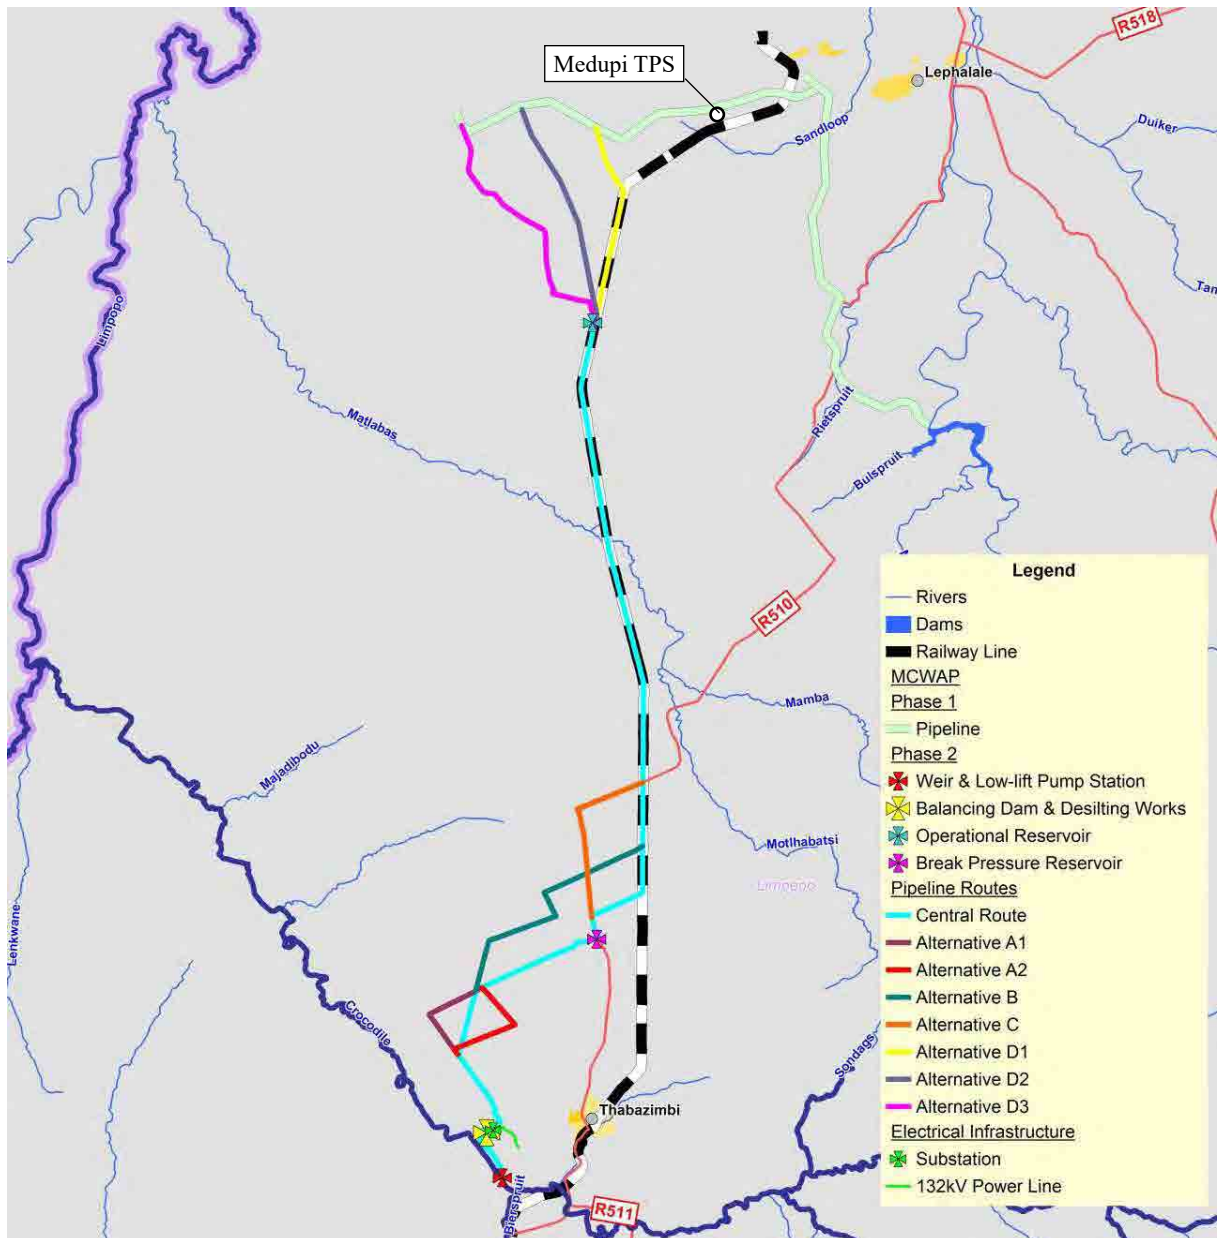 R518
Medupi TPS
Lephalale
Sandloop
Duiker
Tam
Limpopo
Matlabas
Rietspruit
Bulspruit
R510
Mamba
Majadibodu
Motlhabatsi
Limpopo
Lenkwane
Crocodile
Sondags
Thabazimbi
Bierspruit
R511
Legend
Rivers
Dams
Railway Line
MCWAP
Phase 1
Pipeline
Phase 2
Weir & Low-lift Pump Station
Balancing Dam & Desilting Works
Operational Reservoir
Break Pressure Reservoir
Pipeline Routes
Central Route
Alternative A1
Alternative A2
Alternative B
Alternative C
Alternative D1
Alternative D2
Alternative D3
Electrical Infrastructure
Substation
132kV Power Line